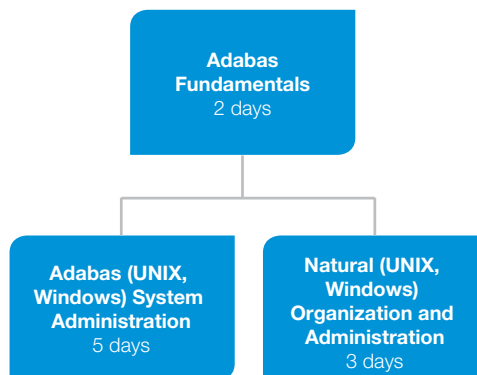 Adabas
Fundamentals
2 days
Adabas (UNIX,
Windows) System
Administration
5 days
Natural (UNIX,
Windows)
Organization and
Administration
3 days